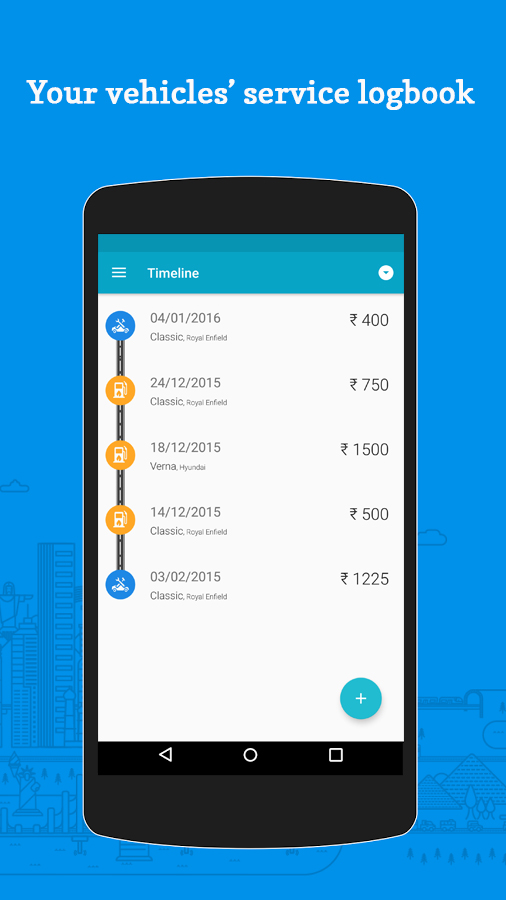 Your vehicles’ service logbook
Timeline
04/01/2016 ₹ 400
Classic, Royal Enfield
24/12/2015 ₹ 750
Classic, Royal Enfield
18/12/2015 ₹ 1500
Verna, Hyundai
14/12/2015 ₹ 500
Classic, Royal Enfield
03/02/2015 ₹ 1225
Classic, Royal Enfield